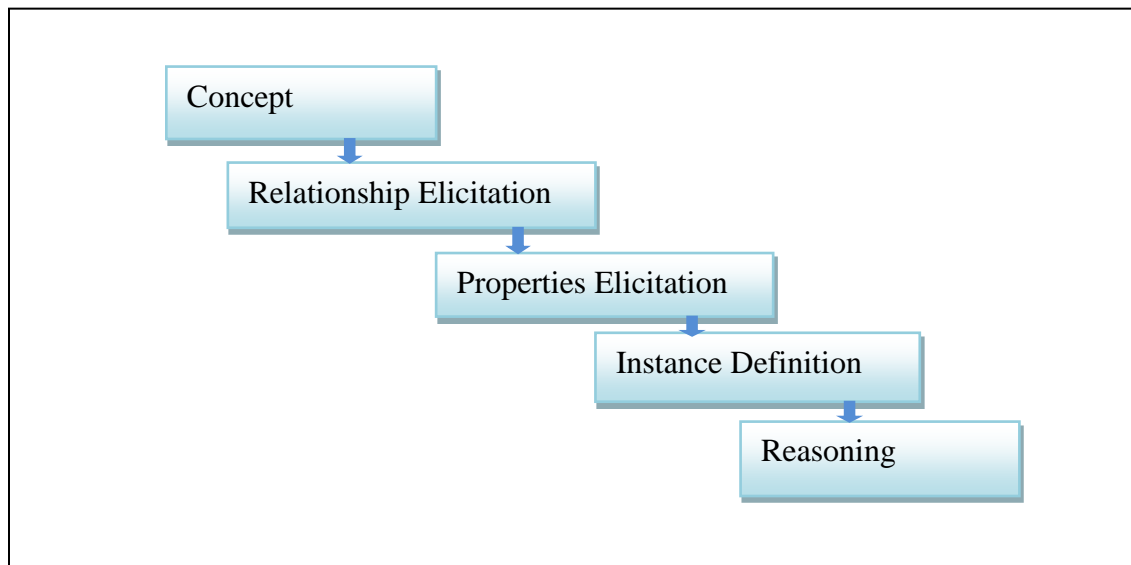 Concept
Relationship Elicitation
Properties Elicitation
Instance Definition
Reasoning